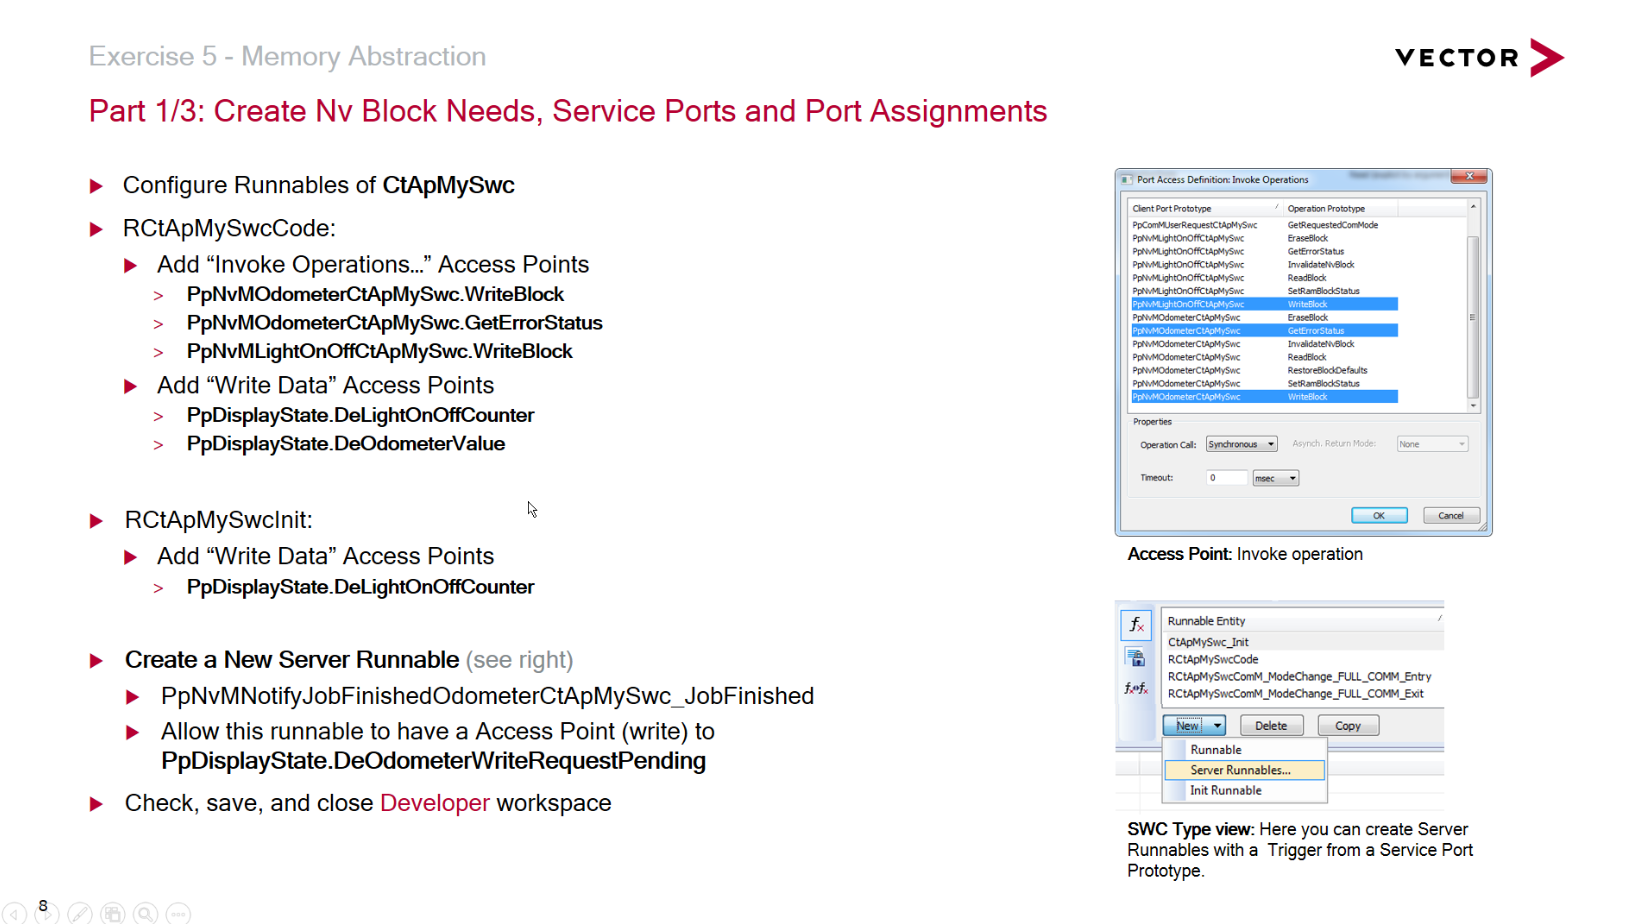 Exercise 5 - Memory Abstraction
VECTOR
Part 1/3: Create Nv Block Needs, Service Ports and Port Assignments
Configure Runnables of CtApMySwc
RCtApMySwcCode:
Add “Invoke Operations...” Access Points
> PpNvMOdometerCtApMySwc.WriteBlock
> PpNvMOdometerCtApMySwc.GetErrorStatus
> PpNvMLightOnOffCtApMySwc.WriteBlock
Add “Write Data” Access Points
> PpDisplayState.DeLightOnOffCounter
> PpDisplayState.DeOdometerValue
RCtApMySwcInit:
Add “Write Data” Access Points
> PpDisplayState.DeLightOnOffCounter
Create a New Server Runnable (see right)
PpNvMNotifyJobFinishedOdometerCtApMySwc_JobFinished
Allow this runnable to have a Access Point (write) to
PpDisplayState.DeOdometerWriteRequestPending
Check, save, and close Developer workspace
Port Access Definition: Invoke Operations
Client Port Prototype / Operation Prototype
PpComMUserRequestCtApMySwc GetRequestedComMode
PpNvMLightOnOffCtApMySwc EraseBlock
PpNvMLightOnOffCtApMySwc GetErrorStatus
PpNvMLightOnOffCtApMySwc InvalidateNvBlock
PpNvMLightOnOffCtApMySwc ReadBlock
PpNvMLightOnOffCtApMySwc SetRamBlockStatus
PpNvMLightOnOffCtApMySwc WriteBlock
PpNvMOdometerCtApMySwc EraseBlock
PpNvMOdometerCtApMySwc GetErrorStatus
PpNvMOdometerCtApMySwc InvalidateNvBlock
PpNvMOdometerCtApMySwc ReadBlock
PpNvMOdometerCtApMySwc RestoreBlockDefaults
PpNvMOdometerCtApMySwc SetRamBlockStatus
PpNvMOdometerCtApMySwc WriteBlock
Properties
Operation Call: Synchronous Asynch. Return Mode: None
Timeout: 0 msec
OK Cancel
Access Point: Invoke operation
Runnable Entity
CtApMySwc_Init
RCtApMySwcCode
RCtApMySwcComM_ModeChange_FULL_COMM_Entry
RCtApMySwcComM_ModeChange_FULL_COMM_Exit
New Delete Copy
Runnable
Server Runnables...
Init Runnable
SWC Type view: Here you can create Server
Runnables with a Trigger from a Service Port
Prototype.
8